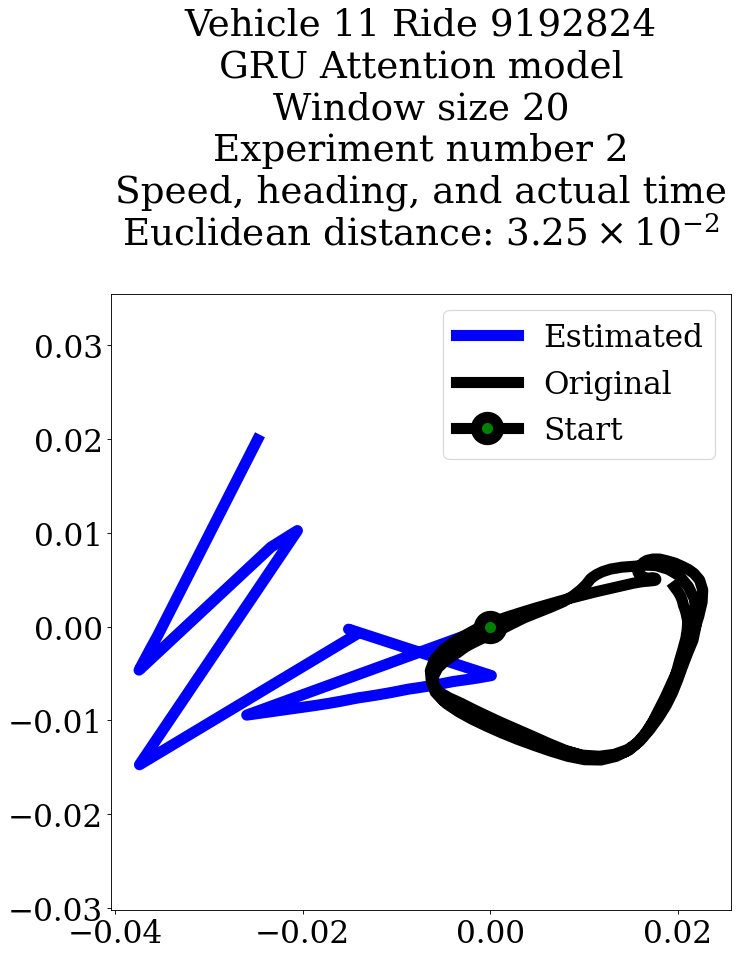 Vehicle 11 Ride 9192824
GRU Attention model
Window size 20
Experiment number 2
Speed, heading, and actual time
Euclidean distance: 3.25 × 10⁻²
Estimated
Original
Start
0.03
0.02
0.01
0.00
−0.01
−0.02
−0.03
−0.04
−0.02
0.00
0.02